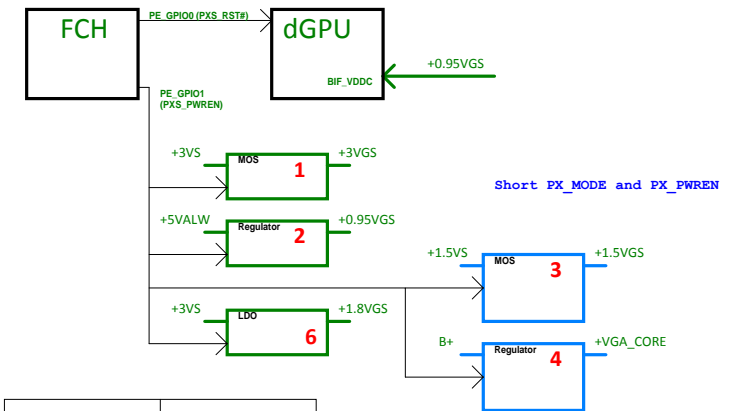 FCH
PE_GPIO0 (PXS_RST#)
dGPU
+0.95VGS
BIF_VDDC
PE_GPIO1
(PXS_PWREN)
+3VS
MOS
1
+3VGS
Short PX_MODE and PX_PWREN
+5VALW
Regulator
2
+0.95VGS
+1.5VS
MOS
3
+1.5VGS
+3VS
LDO
6
+1.8VGS
B+
Regulator
4
+VGA_CORE